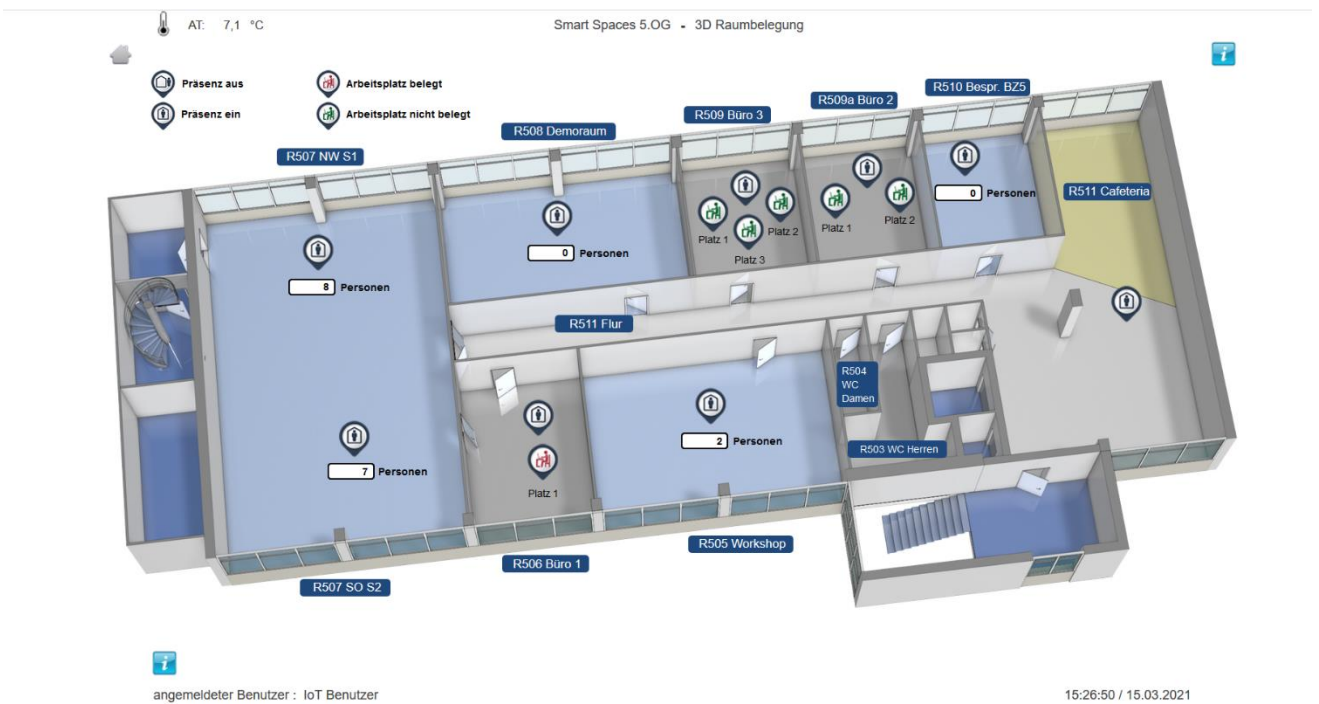 AT: 7,1 °C
Smart Spaces 5.OG - 3D Raumbelegung
Präsenz aus
Arbeitsplatz belegt
Präsenz ein
Arbeitsplatz nicht belegt
R510 Bespr. BZ5
R509a Büro 2
R509 Büro 3
R508 Demoraum
R507 NW S1
R511 Cafeteria
0 Personen
Platz 1
Platz 2
Platz 3
Platz 1
Platz 2
0 Personen
8 Personen
R511 Flur
R504
WC
Damen
2 Personen
R503 WC Herren
7 Personen
Platz 1
R505 Workshop
R506 Büro 1
R507 SO S2
angemeldeter Benutzer : IoT Benutzer
15:26:50 / 15.03.2021